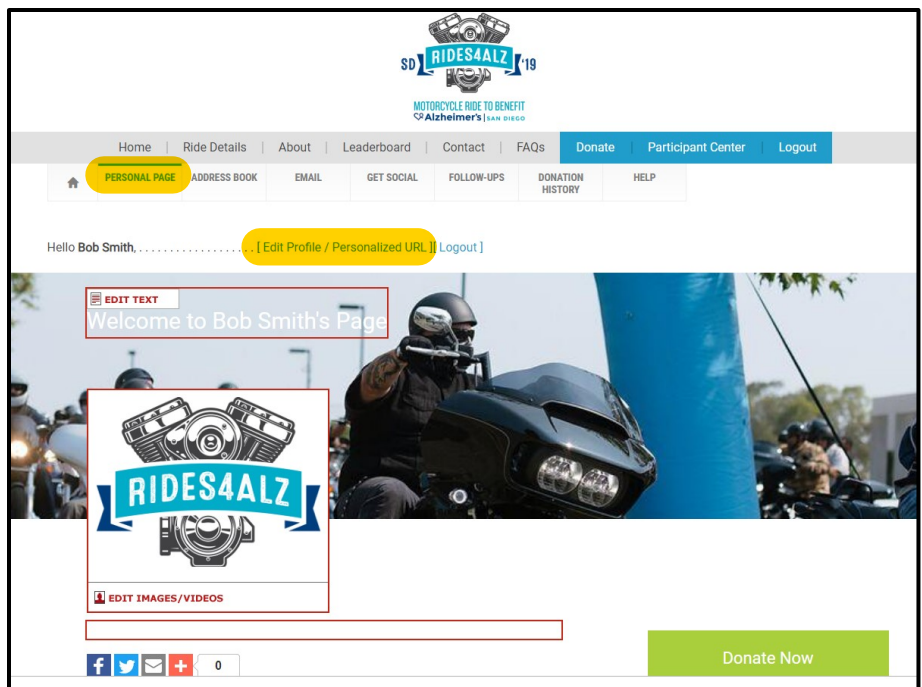 SD RIDES4ALZ '19
MOTORCYCLE RIDE TO BENEFIT
Alzheimer's | SAN DIEGO
Home | Ride Details | About | Leaderboard | Contact | FAQs Donate | Participant Center | Logout
PERSONAL PAGE ADDRESS BOOK EMAIL GET SOCIAL FOLLOW-UPS DONATION HISTORY HELP
Hello Bob Smith, . . . . . . . . . . . . . . . . . . . [ Edit Profile / Personalized URL ][ Logout ]
EDIT TEXT
Welcome to Bob Smith's Page
RIDES4ALZ
EDIT IMAGES/VIDEOS
0
Donate Now